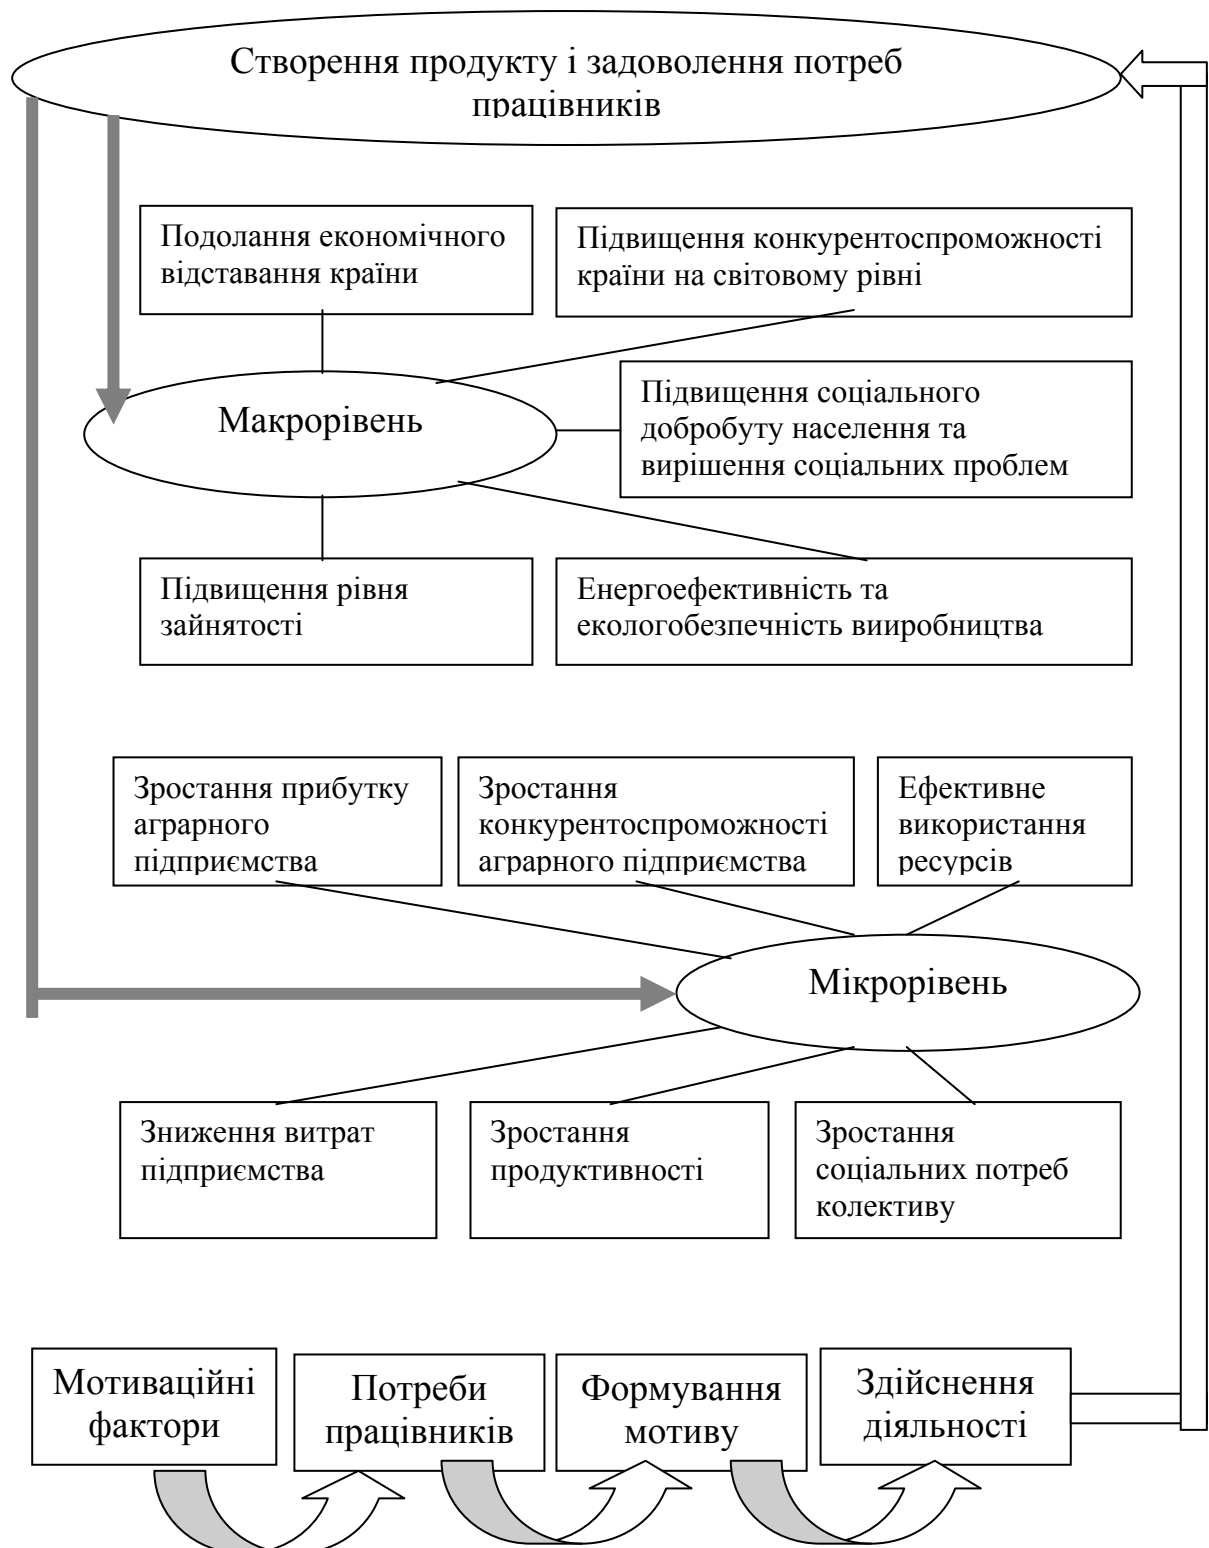 Створення продукту і задоволення потреб
працівників
Подолання економічного
відставання країни
Підвищення конкурентоспроможності
країни на світовому рівні
Макрорівень
Підвищення соціального
добробуту населення та
вирішення соціальних проблем
Підвищення рівня
зайнятості
Енергоефективність та
екологобезпечність вииробництва
Зростання прибутку
аграрного
підприємства
Зростання
конкурентоспроможності
аграрного підприємства
Ефективне
використання
ресурсів
Мікрорівень
Зниження витрат
підприємства
Зростання
продуктивності
Зростання
соціальних потреб
колективу
Мотиваційні
фактори
Потреби
працівників
Формування
мотиву
Здійснення
діяльності